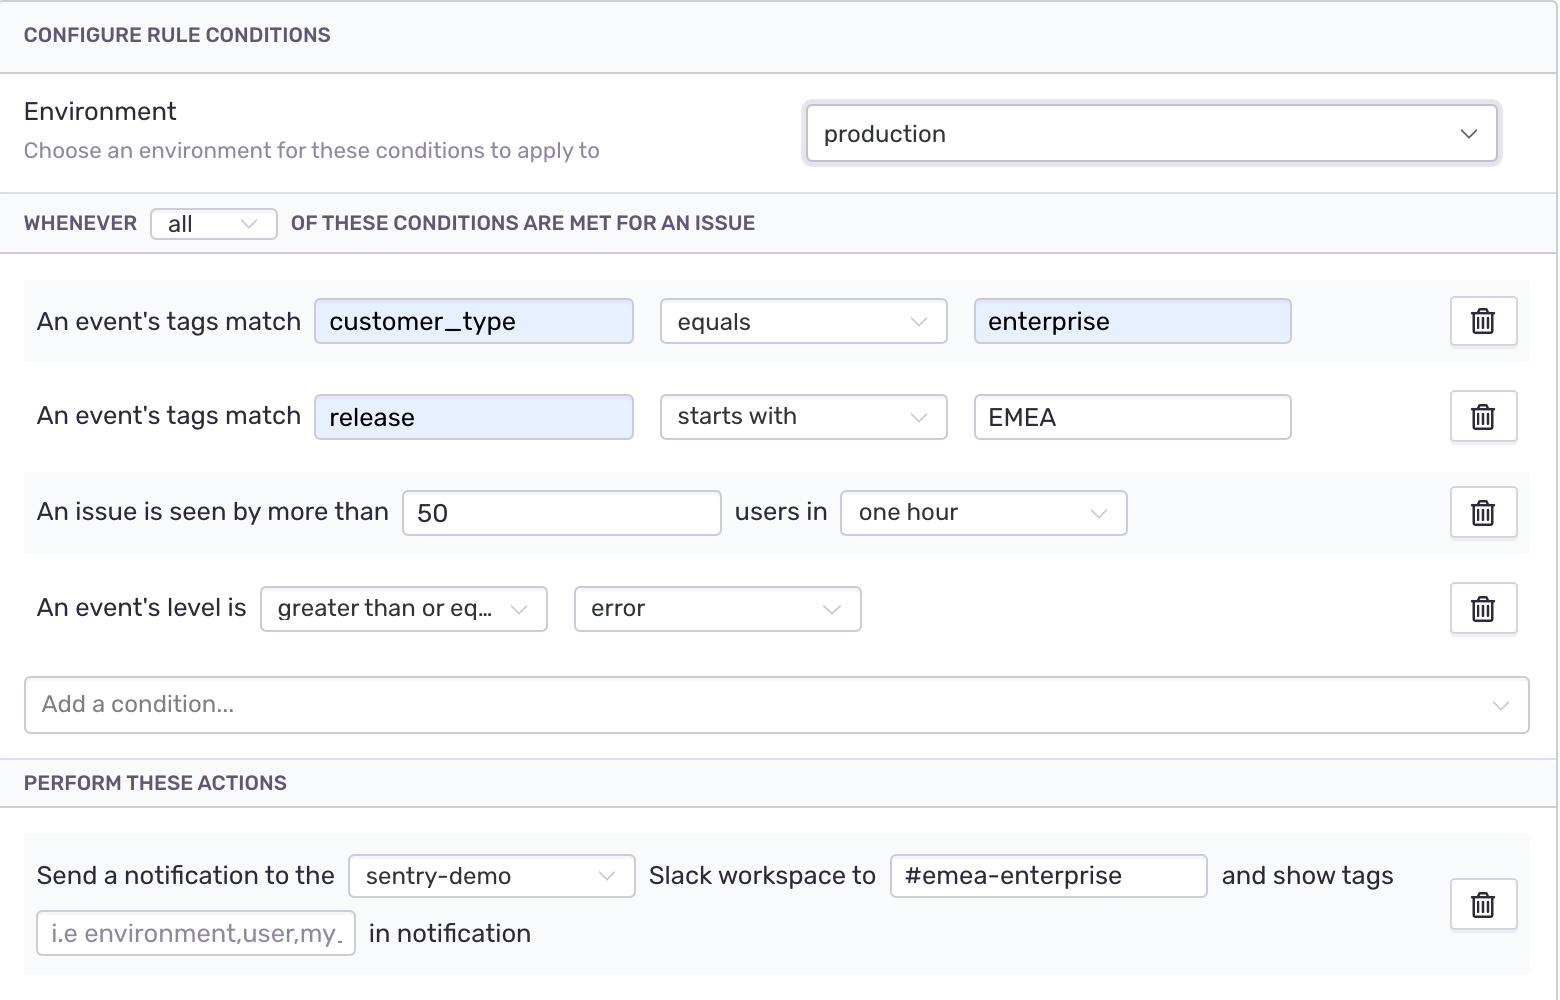 CONFIGURE RULE CONDITIONS
Environment
Choose an environment for these conditions to apply to
production
WHENEVER all OF THESE CONDITIONS ARE MET FOR AN ISSUE
An event's tags match customer_type equals enterprise
An event's tags match release starts with EMEA
An issue is seen by more than 50 users in one hour
An event's level is greater than or eq... error
Add a condition...
PERFORM THESE ACTIONS
Send a notification to the sentry-demo Slack workspace to #emea-enterprise and show tags
i.e environment,user,my_ in notification